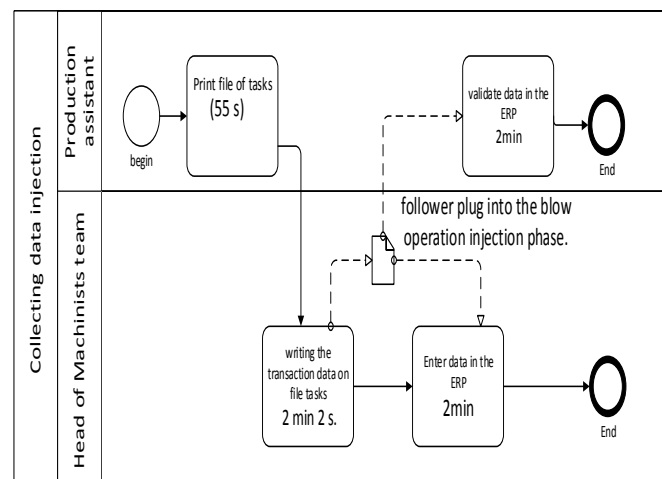 Collecting data injection
Production
assistant
Head of Machinists team
begin
Print file of tasks
(55 s)
validate data in the
ERP
2min
End
follower plug into the blow
operation injection phase.
writing the
transaction data on
file tasks
2 min 2 s.
Enter data in the
ERP
2min
End